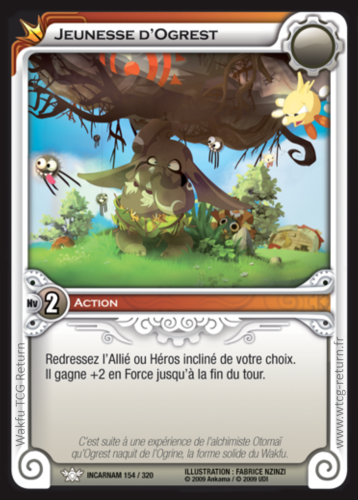 JEUNESSE D'OGREST
Nv 2 ACTION
Redressez l'Allié ou Héros incliné de votre choix.
Il gagne +2 en Force jusqu'à la fin du tour.
C'est suite à une expérience de l'alchimiste Otomaï
qu'Ogrest naquit de l'Ogrine, la forme solide du Wakfu.
INCARNAM 154 / 320
ILLUSTRATION : FABRICE NZINZI
© 2009 Ankama / © 2009 UDI
Wakfu TCG Return
www.wtcg-return.fr